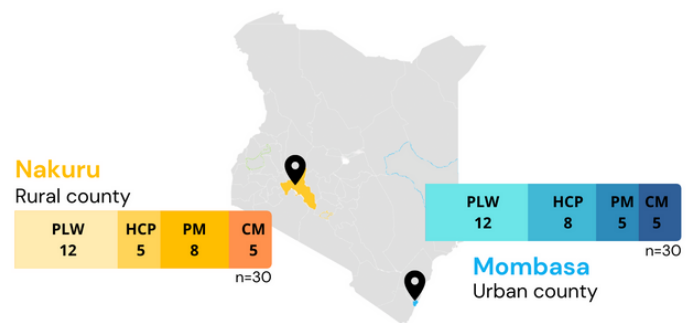 Nakuru
Rural county
PLW HCP PM CM
12 5 8 5
n=30
PLW HCP PM CM
12 8 5 5
n=30
Mombasa
Urban county